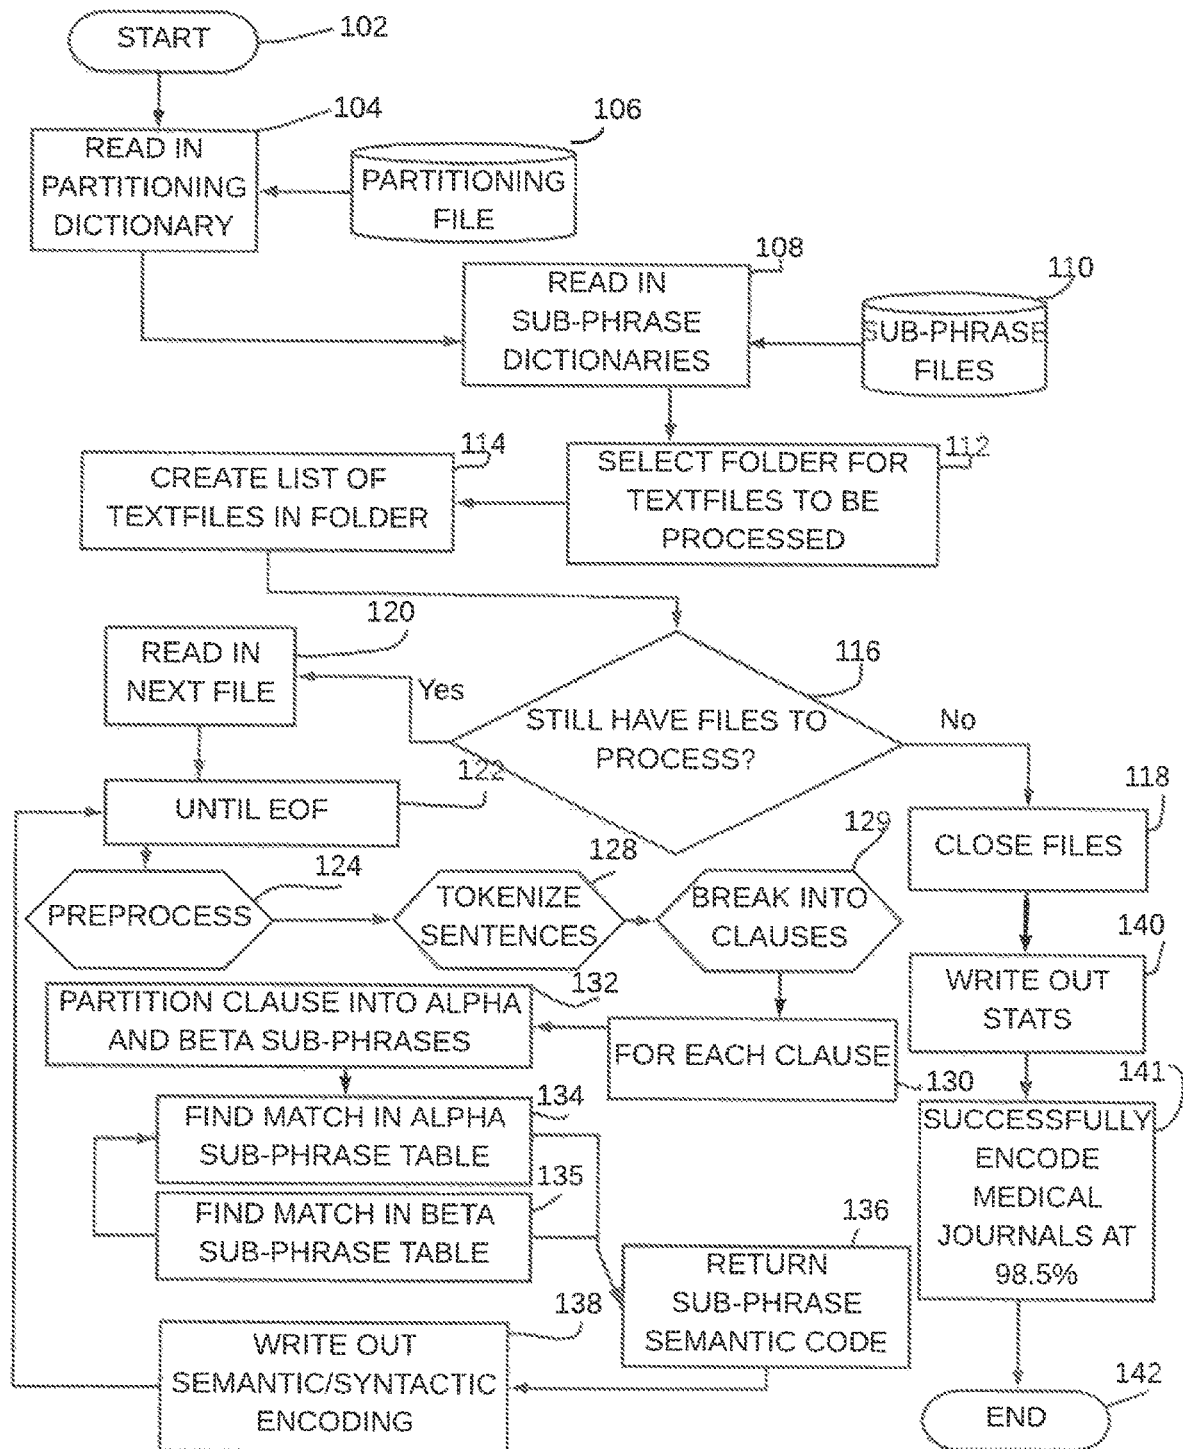 START
102
104
READ IN
PARTITIONING
DICTIONARY
106
PARTITIONING
FILE
108
READ IN
SUB-PHRASE
DICTIONARIES
110
SUB-PHRASE
FILES
114
CREATE LIST OF
TEXTFILES IN FOLDER
112
SELECT FOLDER FOR
TEXTFILES TO BE
PROCESSED
120
READ IN
NEXT FILE
Yes
116
STILL HAVE FILES TO
PROCESS?
No
122
UNTIL EOF
118
CLOSE FILES
124
PREPROCESS
128
TOKENIZE
SENTENCES
129
BREAK INTO
CLAUSES
140
WRITE OUT
STATS
132
PARTITION CLAUSE INTO ALPHA
AND BETA SUB-PHRASES
FOR EACH CLAUSE
130
134
FIND MATCH IN ALPHA
SUB-PHRASE TABLE
135
FIND MATCH IN BETA
SUB-PHRASE TABLE
141
SUCCESSFULLY
ENCODE
MEDICAL
JOURNALS AT
98.5%
136
RETURN
SUB-PHRASE
SEMANTIC CODE
138
WRITE OUT
SEMANTIC/SYNTACTIC
ENCODING
142
END